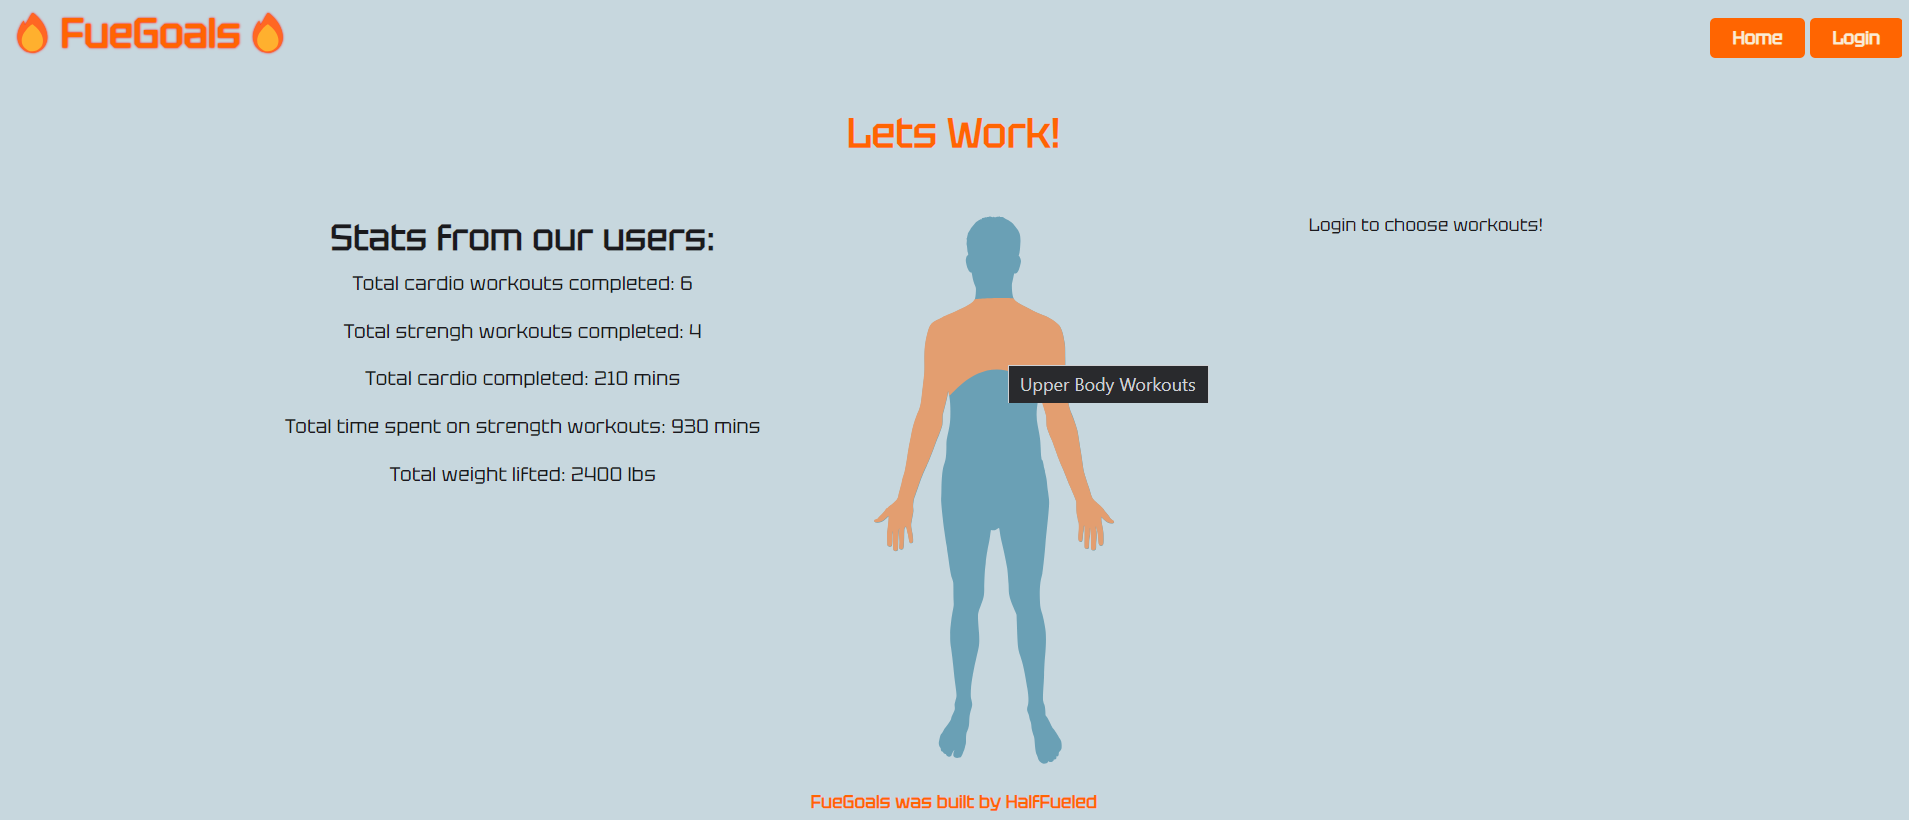 FueGoals
Home
Login
Lets Work!
Stats from our users:
Total cardio workouts completed: 6
Total strengh workouts completed: 4
Total cardio completed: 210 mins
Total time spent on strength workouts: 930 mins
Total weight lifted: 2400 lbs
Upper Body Workouts
Login to choose workouts!
FueGoals was built by HalfFueled